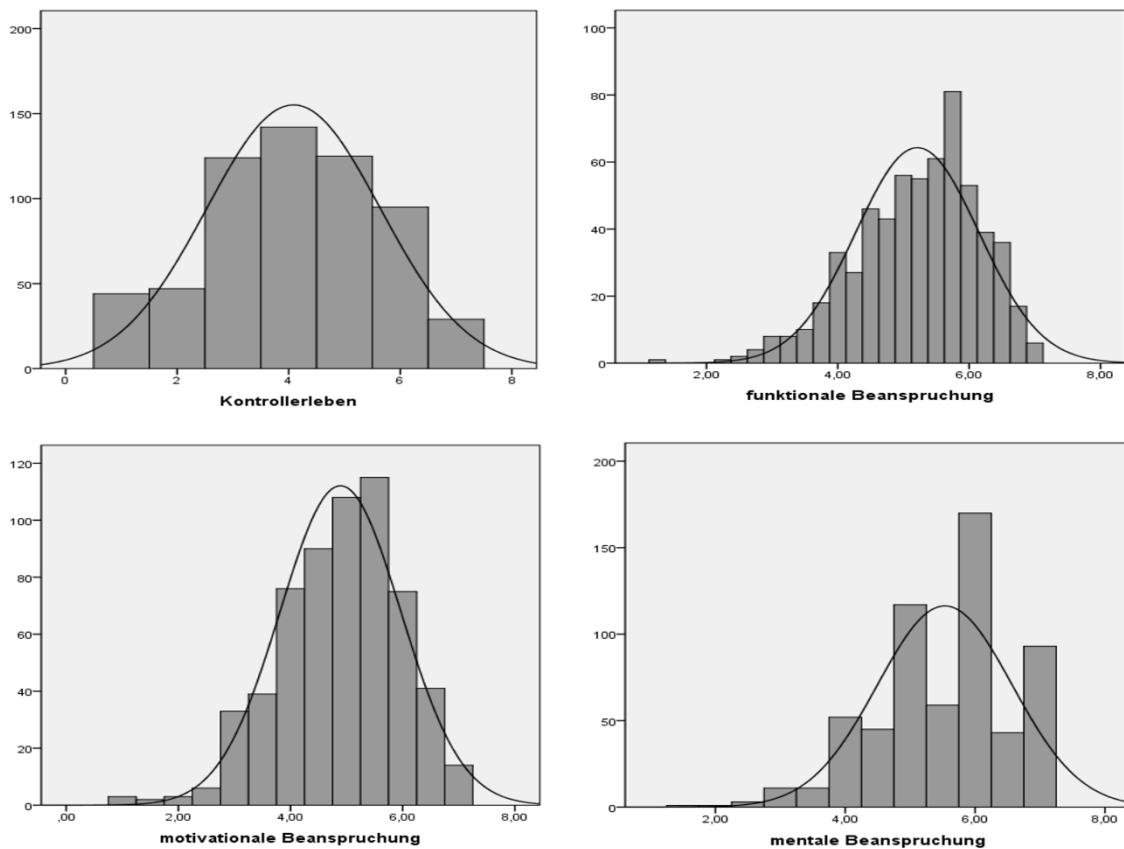 200
150
100
50
0
0 2 4 6 8
Kontrollerleben
100
80
60
40
20
0
2,00 4,00 6,00 8,00
funktionale Beanspruchung
120
100
80
60
40
20
0
,00 2,00 4,00 6,00 8,00
motivationale Beanspruchung
200
150
100
50
0
2,00 4,00 6,00 8,00
mentale Beanspruchung